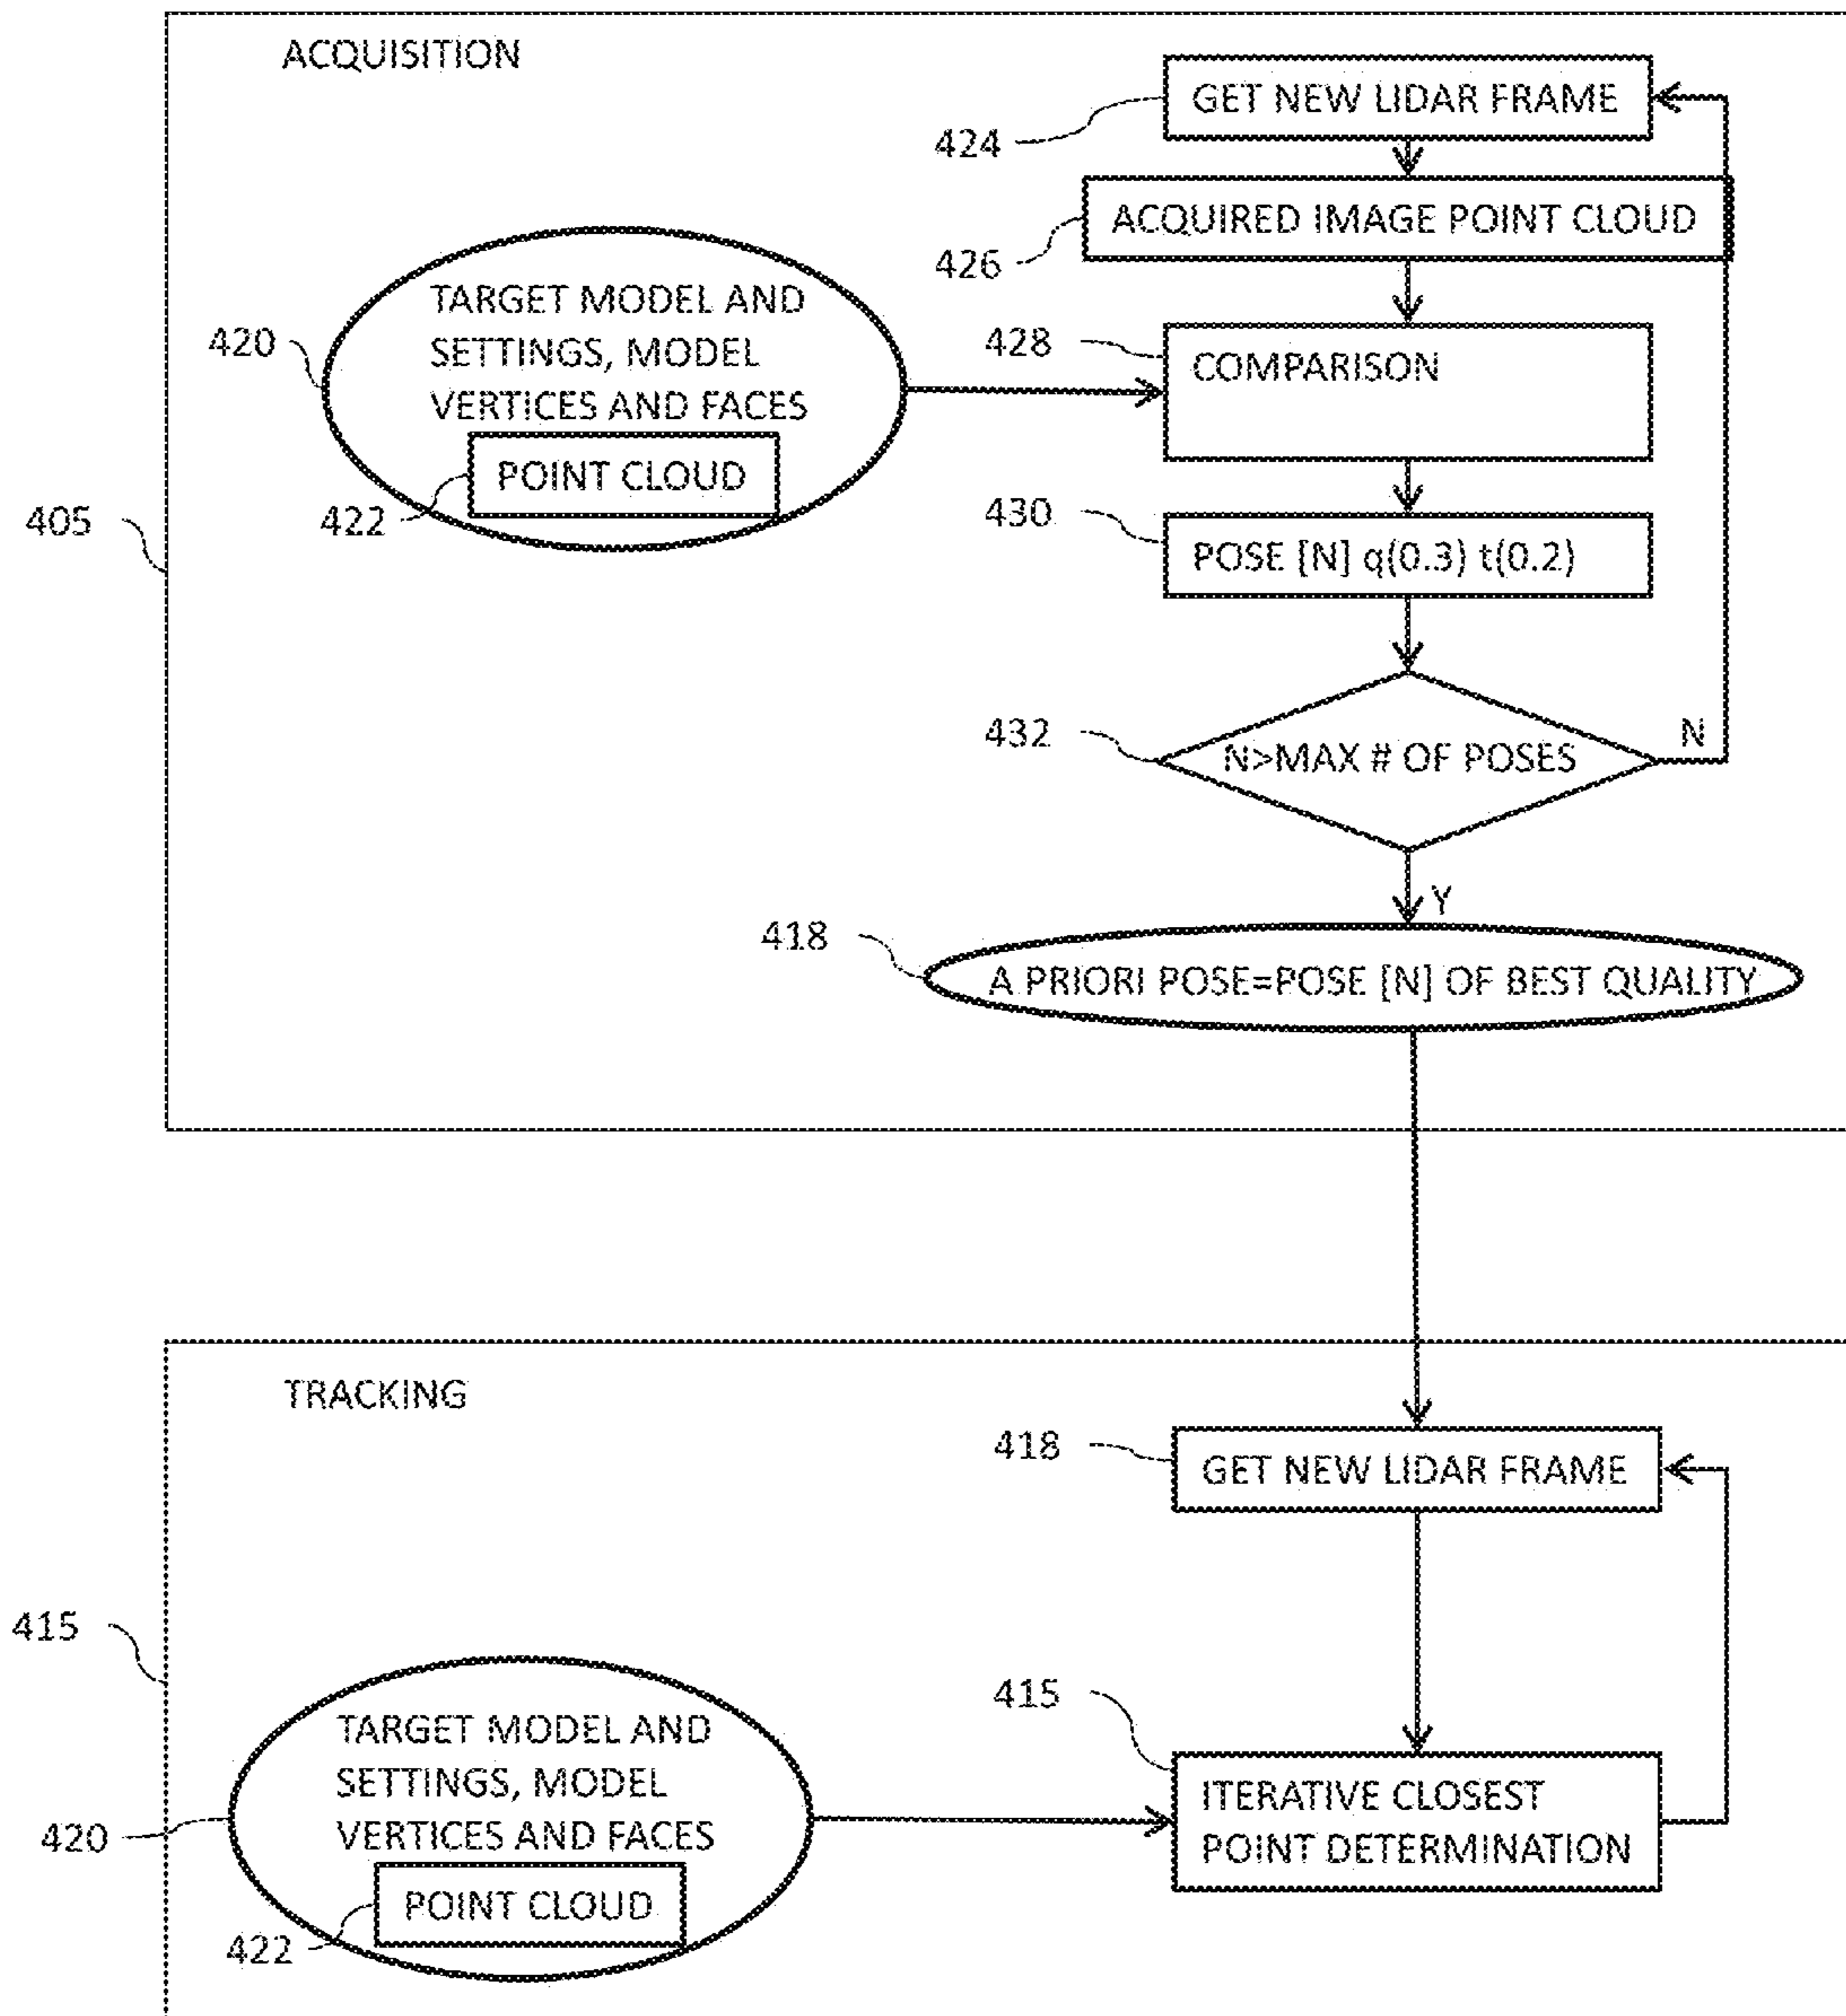 ACQUISITION
GET NEW LIDAR FRAME
424
ACQUIRED IMAGE POINT CLOUD
426
TARGET MODEL AND
SETTINGS, MODEL
VERTICES AND FACES
420
POINT CLOUD
422
428
COMPARISON
405
430
POSE [N] q(0.3) t(0.2)
432
N>MAX # OF POSES
N
Y
418
A PRIORI POSE=POSE [N] OF BEST QUALITY
TRACKING
418
GET NEW LIDAR FRAME
415
415
ITERATIVE CLOSEST
POINT DETERMINATION
TARGET MODEL AND
SETTINGS, MODEL
VERTICES AND FACES
420
POINT CLOUD
422